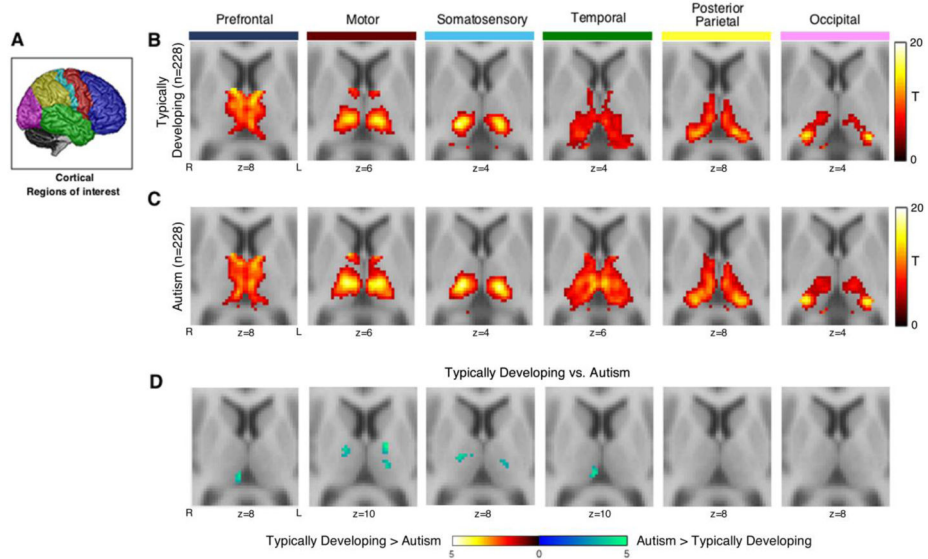 A
Cortical
Regions of interest
Prefrontal
Motor
Somatosensory
Temporal
Posterior
Parietal
Occipital
B
Typically
Developing (n=228)
R
z=8
L
z=6
z=4
z=4
z=8
z=4
20
T
0
C
Autism (n=228)
R
z=8
L
z=6
z=4
z=6
z=8
z=4
20
T
0
D
Typically Developing vs. Autism
R
z=8
L
z=10
z=8
z=10
z=8
z=8
Typically Developing > Autism
5
0
5
Autism > Typically Developing